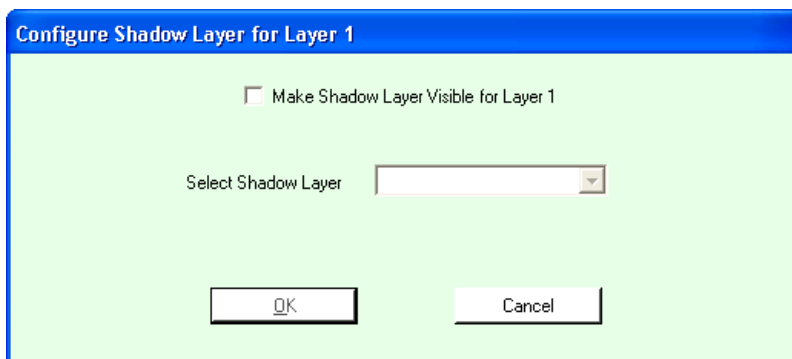 Configure Shadow Layer for Layer 1
Make Shadow Layer Visible for Layer 1
Select Shadow Layer
OK Cancel